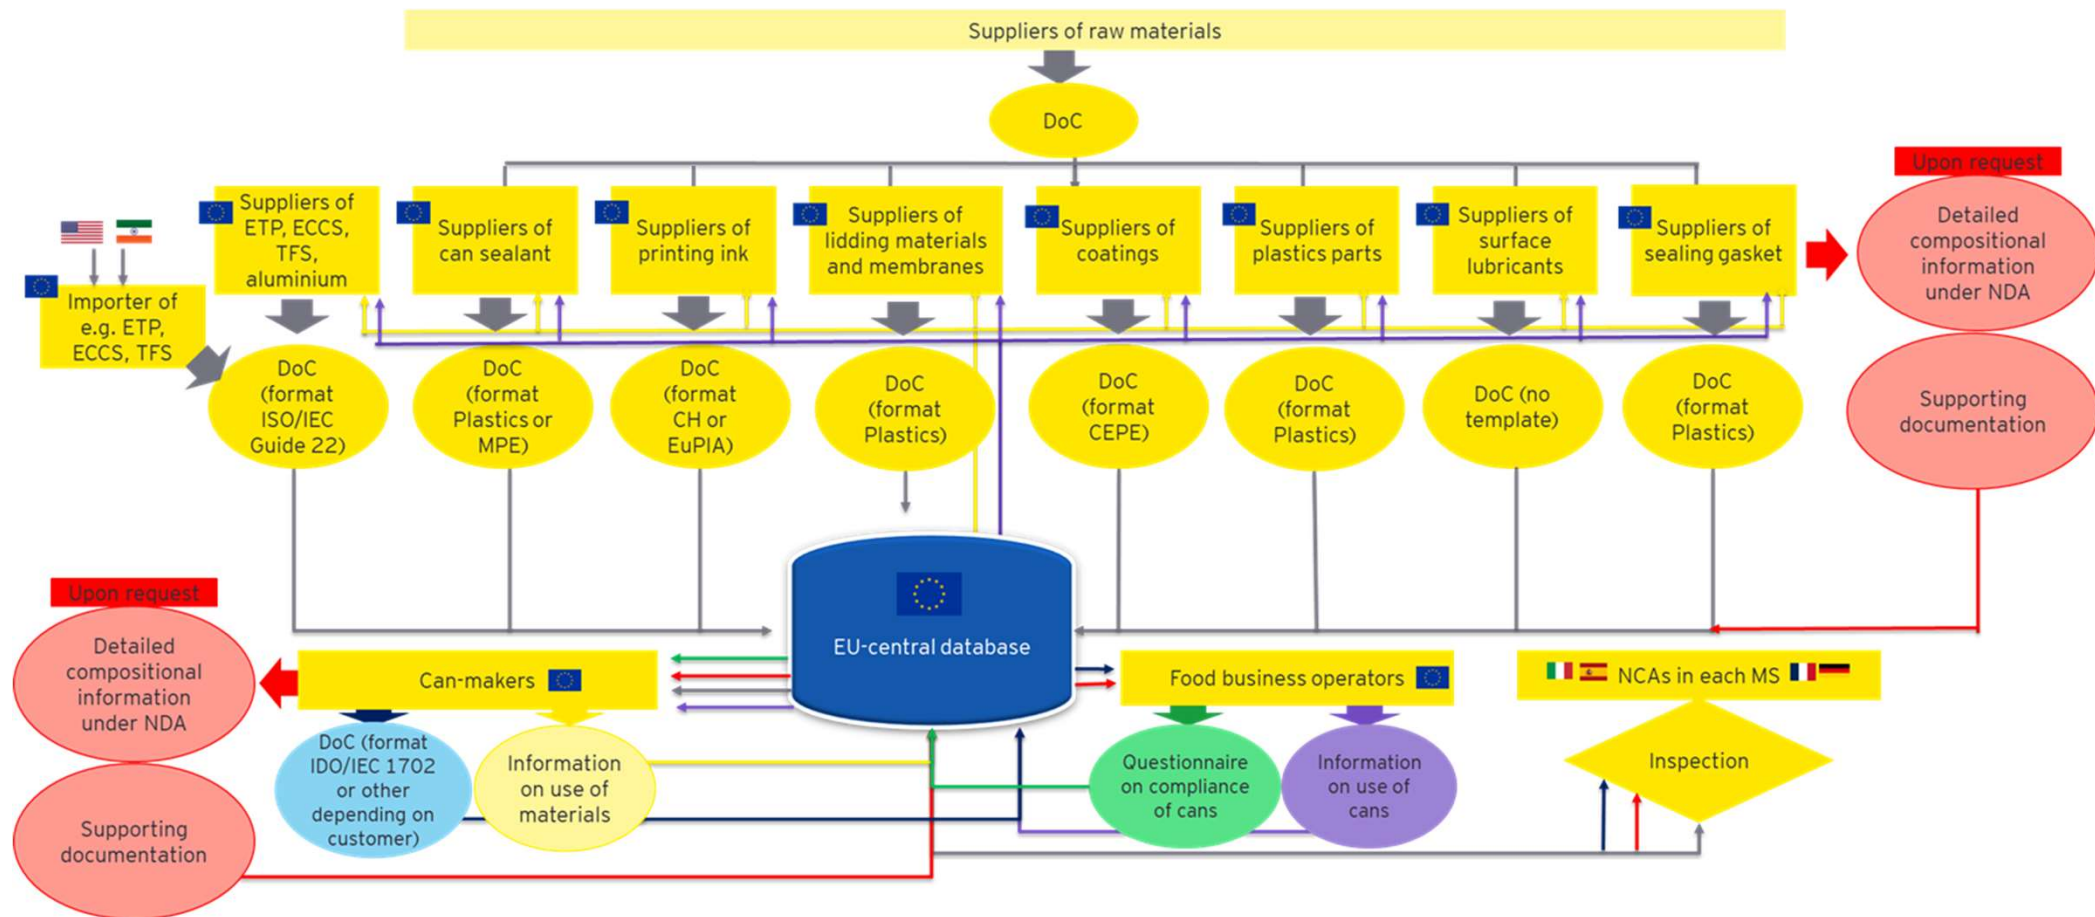 Suppliers of raw materials
DoC
Upon request
Suppliers of
ETP, ECCS,
TFS,
aluminium
Suppliers of
can sealant
Suppliers of
printing ink
Suppliers of
lidding materials
and membranes
Suppliers of
coatings
Suppliers of
plastics parts
Suppliers of
surface
lubricants
Suppliers of
sealing gasket
Detailed
compositional
information
under NDA
Importer of
e.g. ETP,
ECCS, TFS
DoC
(format
ISO/IEC
Guide 22)
DoC
(format
Plastics or
MPE)
DoC
(format
CH or
EuPIA)
DoC
(format
Plastics)
DoC
(format
CEPE)
DoC
(format
Plastics)
DoC (no
template)
DoC
(format
Plastics)
Supporting
documentation
Upon request
Detailed
compositional
information
under NDA
Can-makers
EU-central database
Food business operators
NCAs in each MS
DoC (format
IDO/IEC 1702
or other
depending on
customer)
Information
on use of
materials
Questionnaire
on compliance
of cans
Information
on use of
cans
Inspection
Supporting
documentation